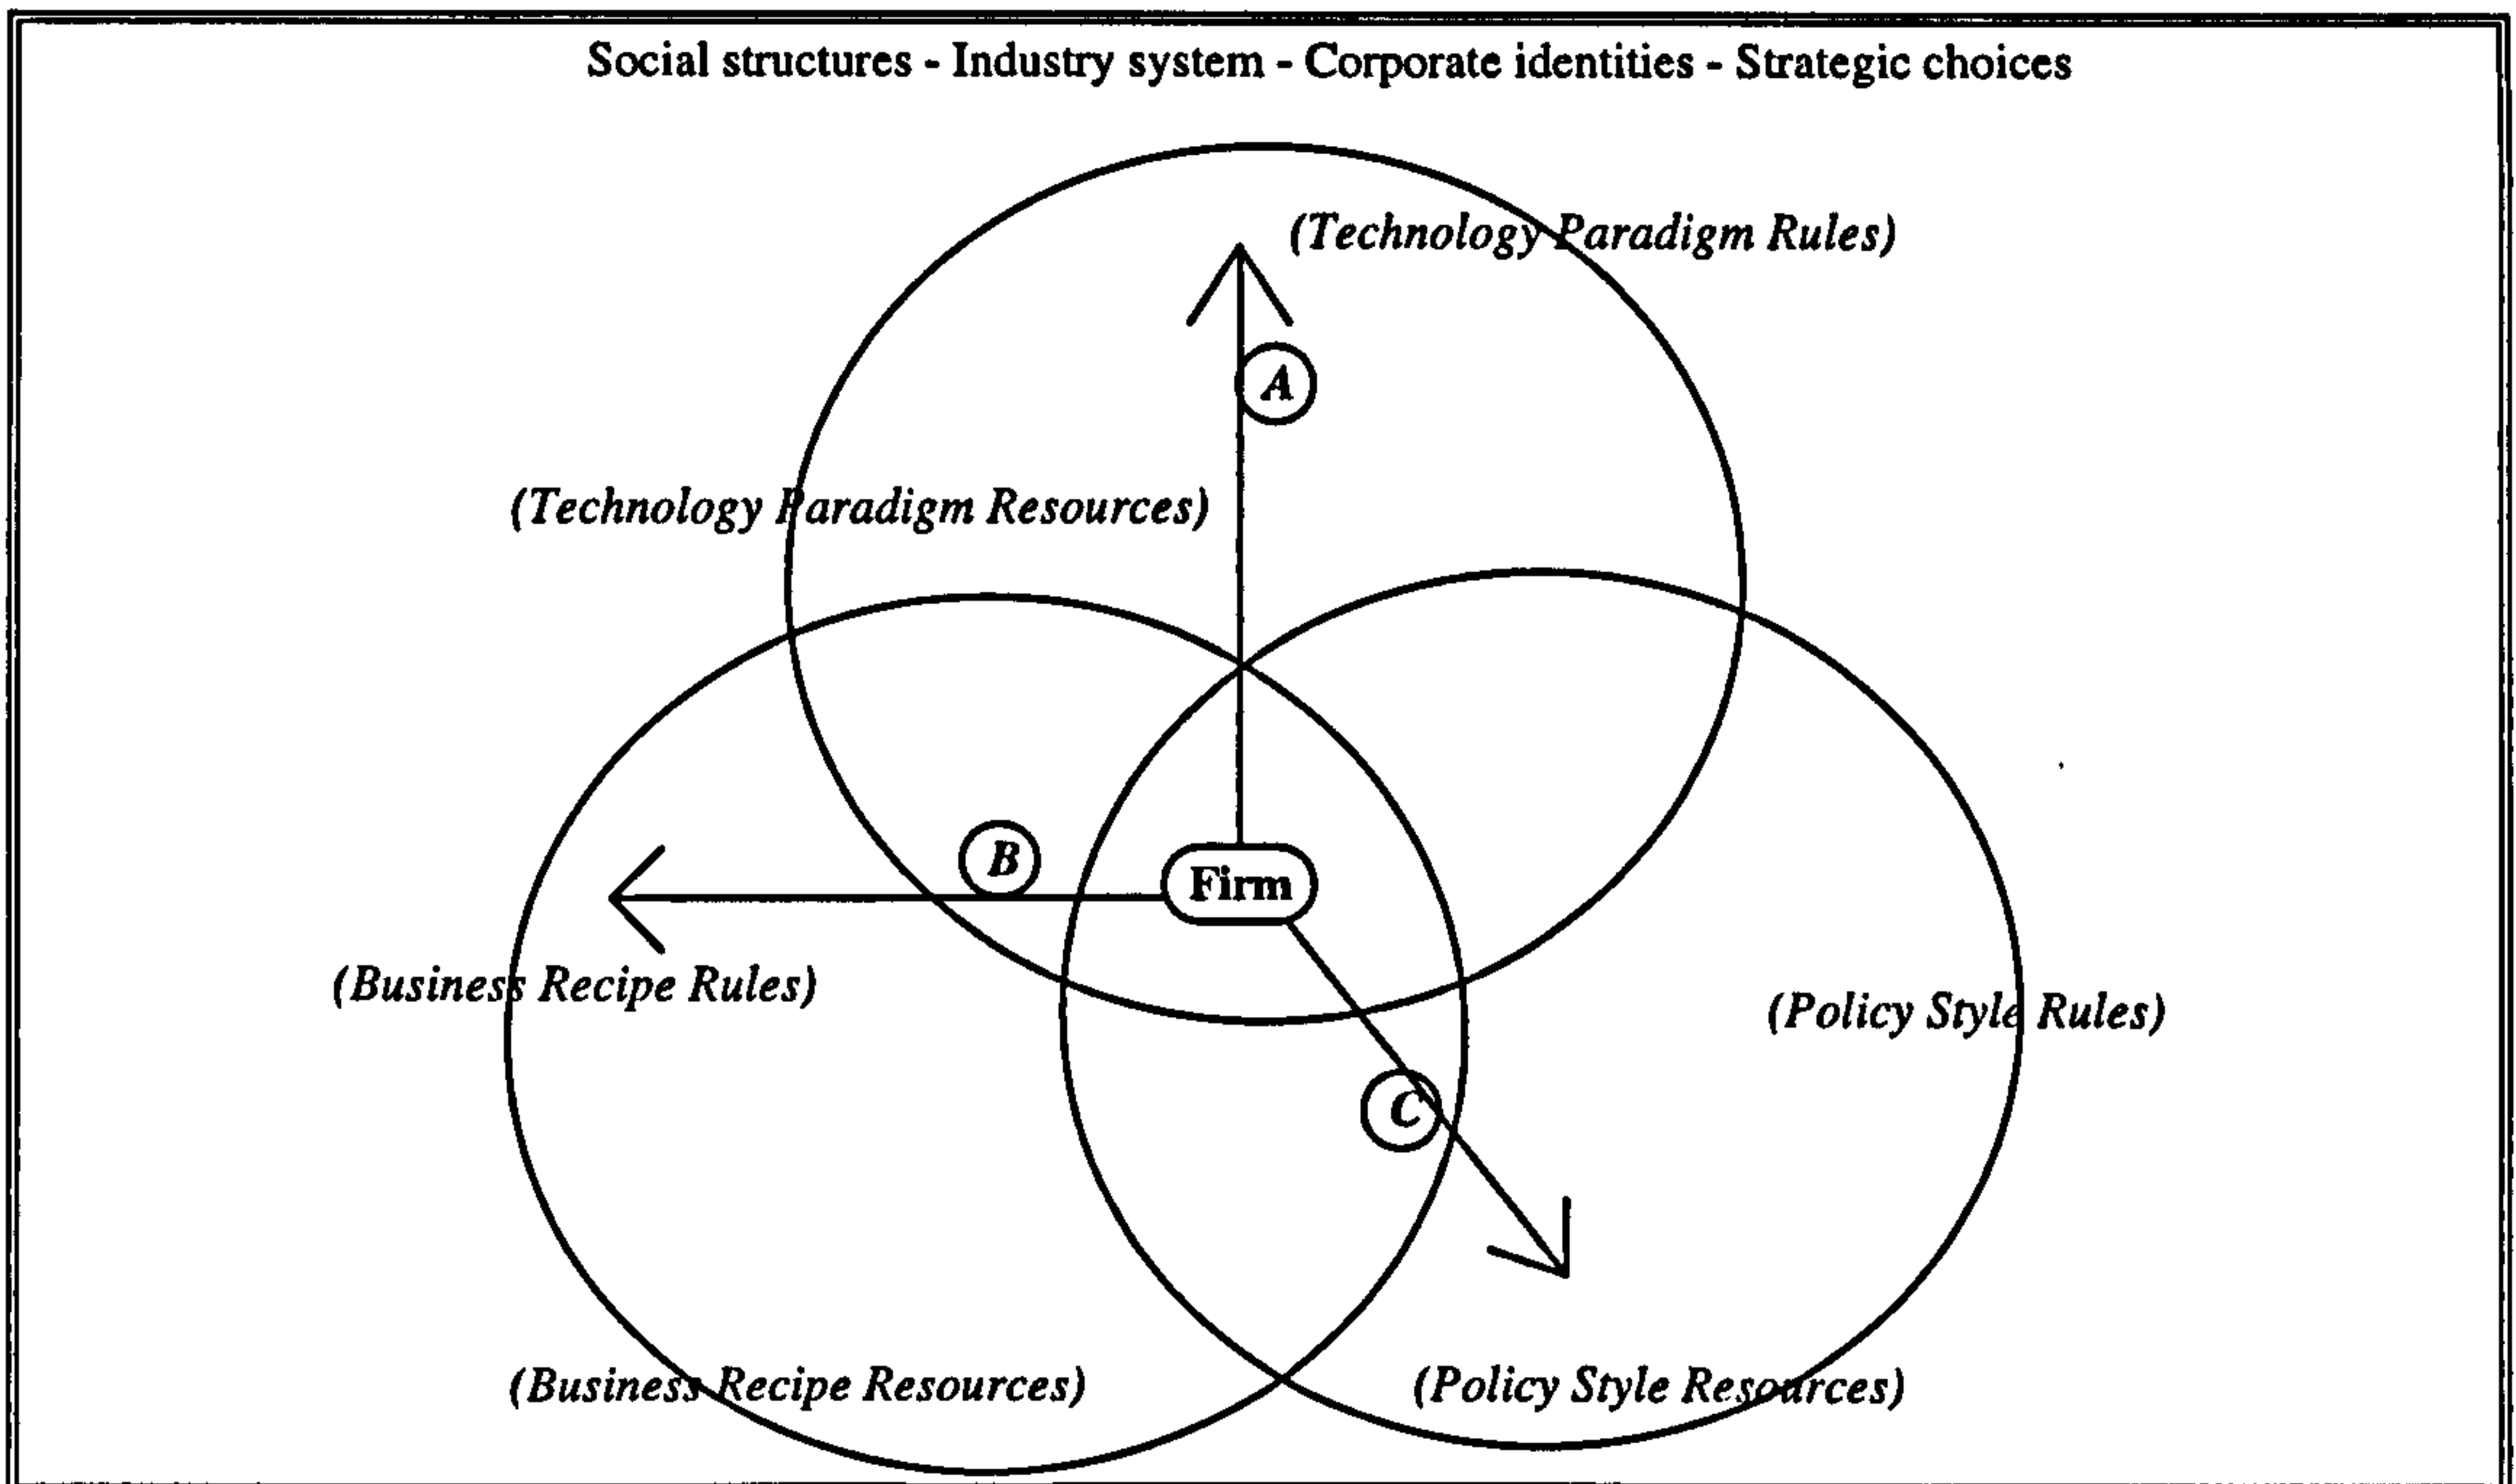 Social structures - Industry system - Corporate identities - Strategic choices
(Technology Paradigm Rules)
A
(Technology Paradigm Resources)
B
Firm
(Business Recipe Rules)
(Policy Style Rules)
C
(Business Recipe Resources)
(Policy Style Resources)